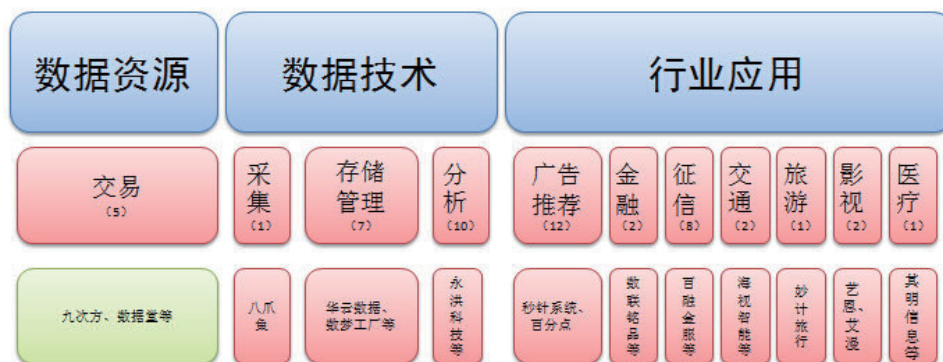 数据资源
数据技术
行业应用
交易
(5)
采集
(1)
存储
管理
(7)
分析
(10)
广告
推荐
(12)
金融
(2)
征信
(8)
交通
(2)
旅游
(1)
影视
(2)
医疗
(1)
九次方、数据堂等
八爪
鱼
华云数据、
数梦工厂等
永洪科技等
秒针系统、
百分点
数联铭品等
百融金服等
海视智能等
妙计旅行
艺恩、艾漫
其明信息等